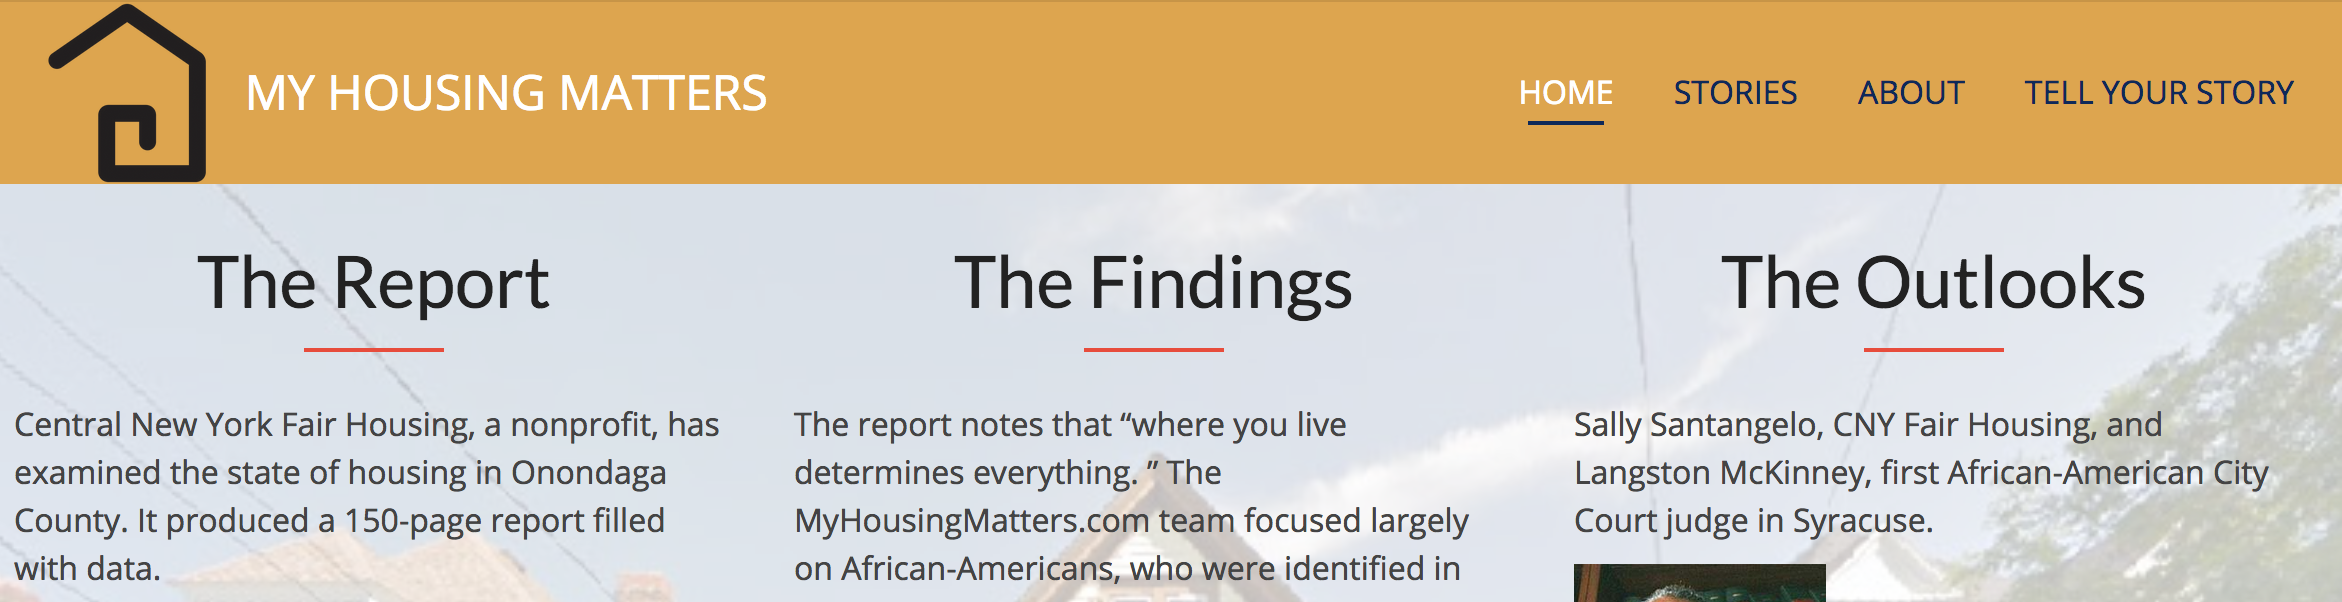 MY HOUSING MATTERS
HOME STORIES ABOUT TELL YOUR STORY
The Report
Central New York Fair Housing, a nonprofit, has
examined the state of housing in Onondaga
County. It produced a 150-page report filled
with data.
The Findings
The report notes that “where you live
determines everything. ” The
MyHousingMatters.com team focused largely
on African-Americans, who were identified in
The Outlooks
Sally Santangelo, CNY Fair Housing, and
Langston McKinney, first African-American City
Court judge in Syracuse.